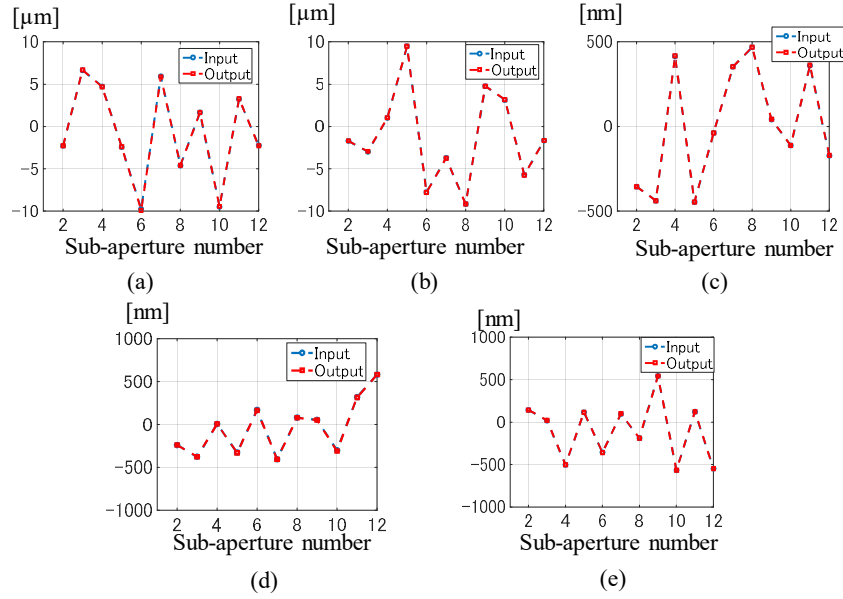 [µm]
10
5
0
−5
−10
2 4 6 8 10 12
Input
Output
Sub-aperture number
(a)
[µm]
10
5
0
−5
−10
2 4 6 8 10 12
Input
Output
Sub-aperture number
(b)
[nm]
500
0
−500
2 4 6 8 10 12
Input
Output
Sub-aperture number
(c)
[nm]
1000
500
0
−500
−1000
2 4 6 8 10 12
Input
Output
Sub-aperture number
(d)
[nm]
1000
500
0
−500
−1000
2 4 6 8 10 12
Input
Output
Sub-aperture number
(e)